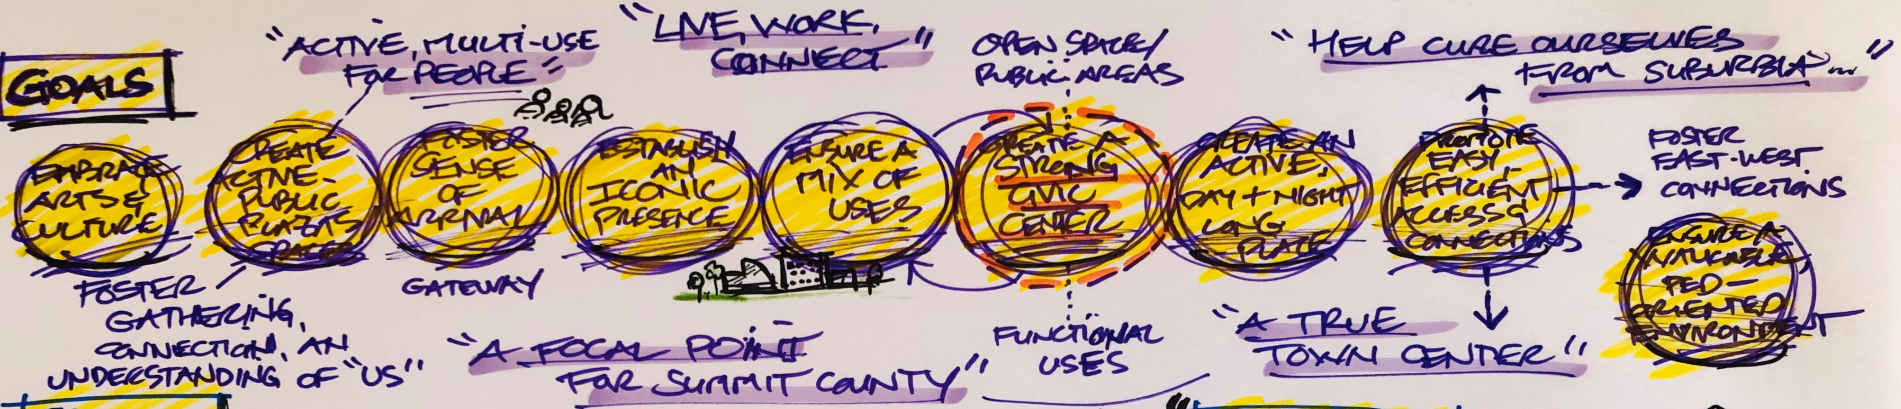 GOALS
"ACTIVE, MULTI-USE
FOR PEOPLE"
"LIVE, WORK,
CONNECT"
OPEN SPACE/
PUBLIC AREAS
"HELP CURE OURSELVES
FROM SUBURBIA..."
EMBRACE
ARTS &
CULTURE
CREATE
ACTIVE-
PUBLIC
PLAZAS
SPACES
FOSTER
SENSE
OF
ARRIVAL
ESTABLISH
AN
ICONIC
PRESENCE
ENSURE A
MIX OF
USES
CREATE A
STRONG
CIVIC
CENTER
CREATE AN
ACTIVE,
DAY + NIGHT
LONG
PLACE
PROMOTE
EASY,
EFFICIENT
ACCESS &
CONNECTIONS
FOSTER
EAST-WEST
CONNECTIONS
ENSURE A
PED-
ORIENTED
ENVIRONMENT
FOSTER
GATHERING,
CONNECTION, AN
UNDERSTANDING OF "US"
GATEWAY
"A FOCAL POINT
FOR SUMMIT COUNTY"
FUNCTIONAL
USES
"A TRUE
TOWN CENTER"